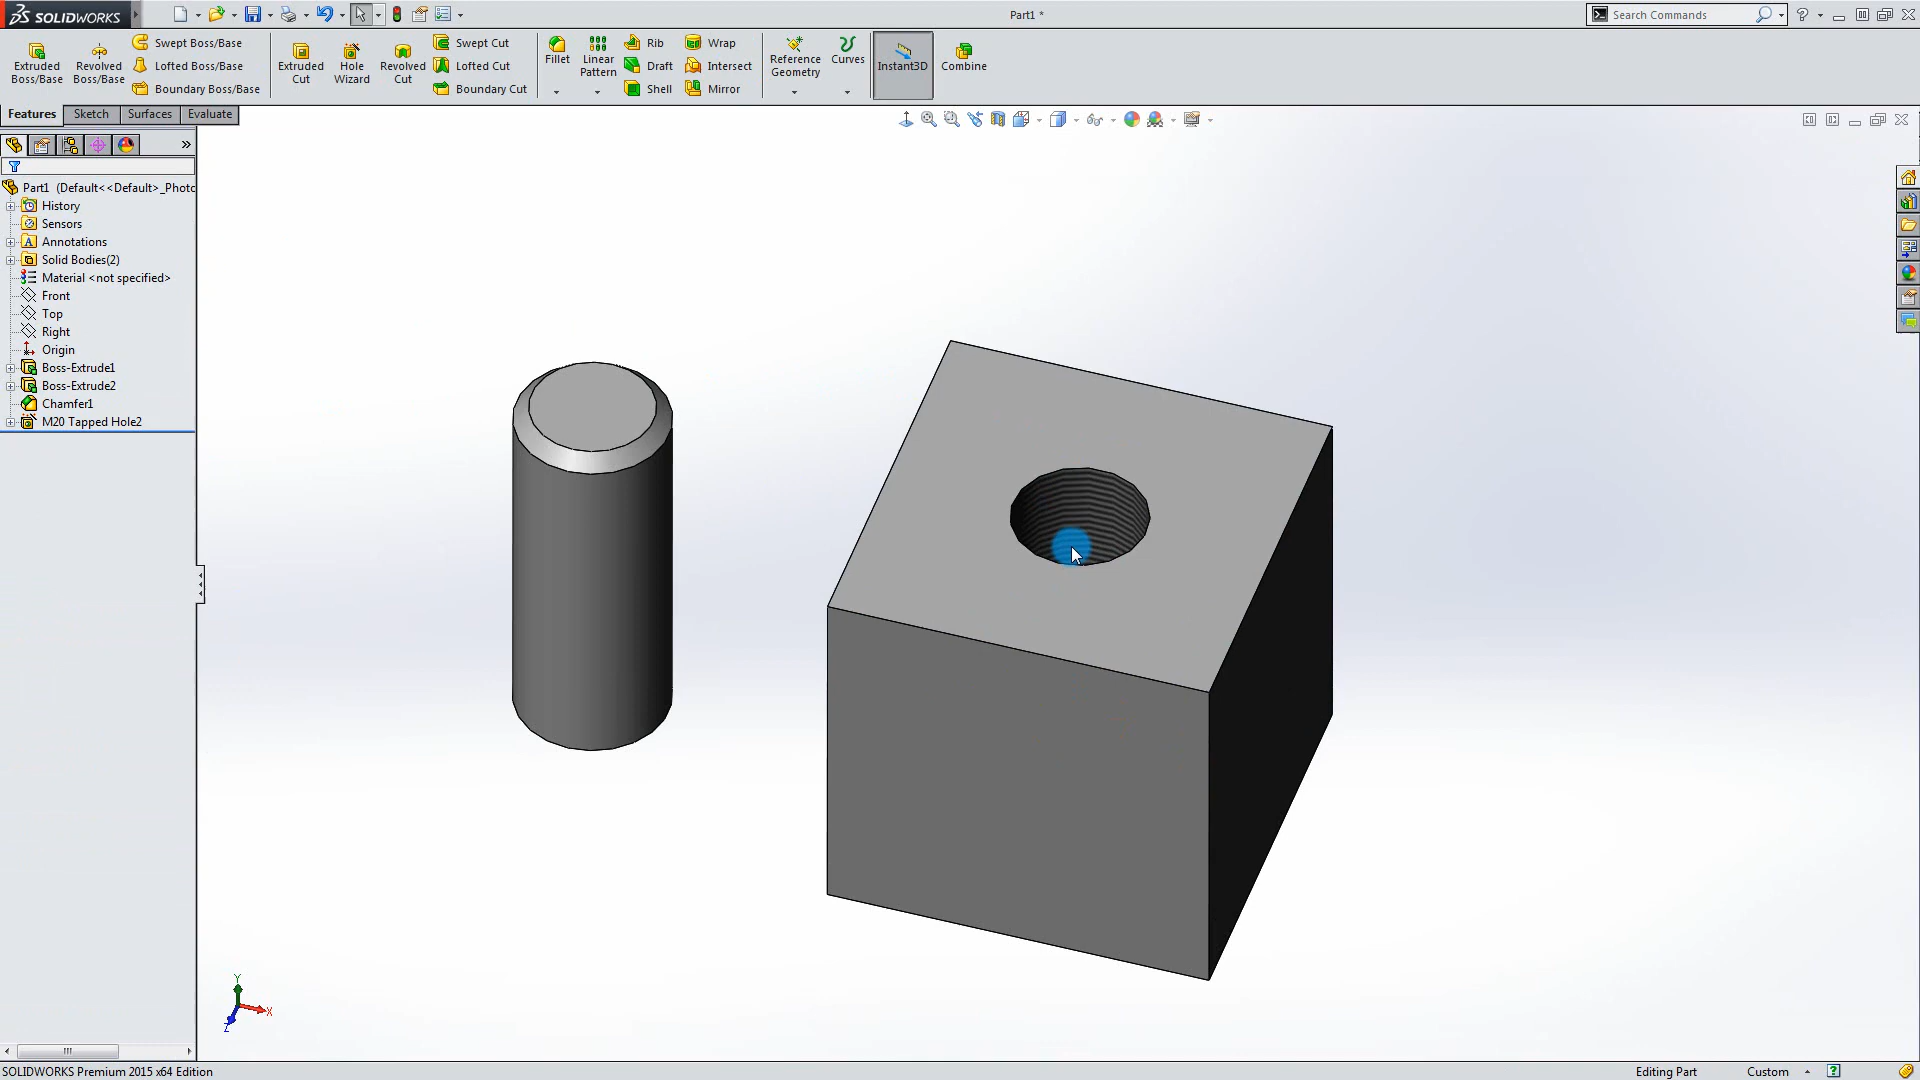 SOLIDWORKS
Part1 *
Search Commands
Extruded Boss/Base
Revolved Boss/Base
Swept Boss/Base
Lofted Boss/Base
Boundary Boss/Base
Extruded Cut
Hole Wizard
Revolved Cut
Swept Cut
Lofted Cut
Boundary Cut
Fillet
Linear Pattern
Rib
Draft
Shell
Wrap
Intersect
Mirror
Reference Geometry
Curves
Instant3D
Combine
Features
Sketch
Surfaces
Evaluate
Part1 (Default<<Default>_Photo
History
Sensors
Annotations
Solid Bodies(2)
Material <not specified>
Front
Top
Right
Origin
Boss-Extrude1
Boss-Extrude2
Chamfer1
M20 Tapped Hole2
Y
X
Z
SOLIDWORKS Premium 2015 x64 Edition
Editing Part
Custom